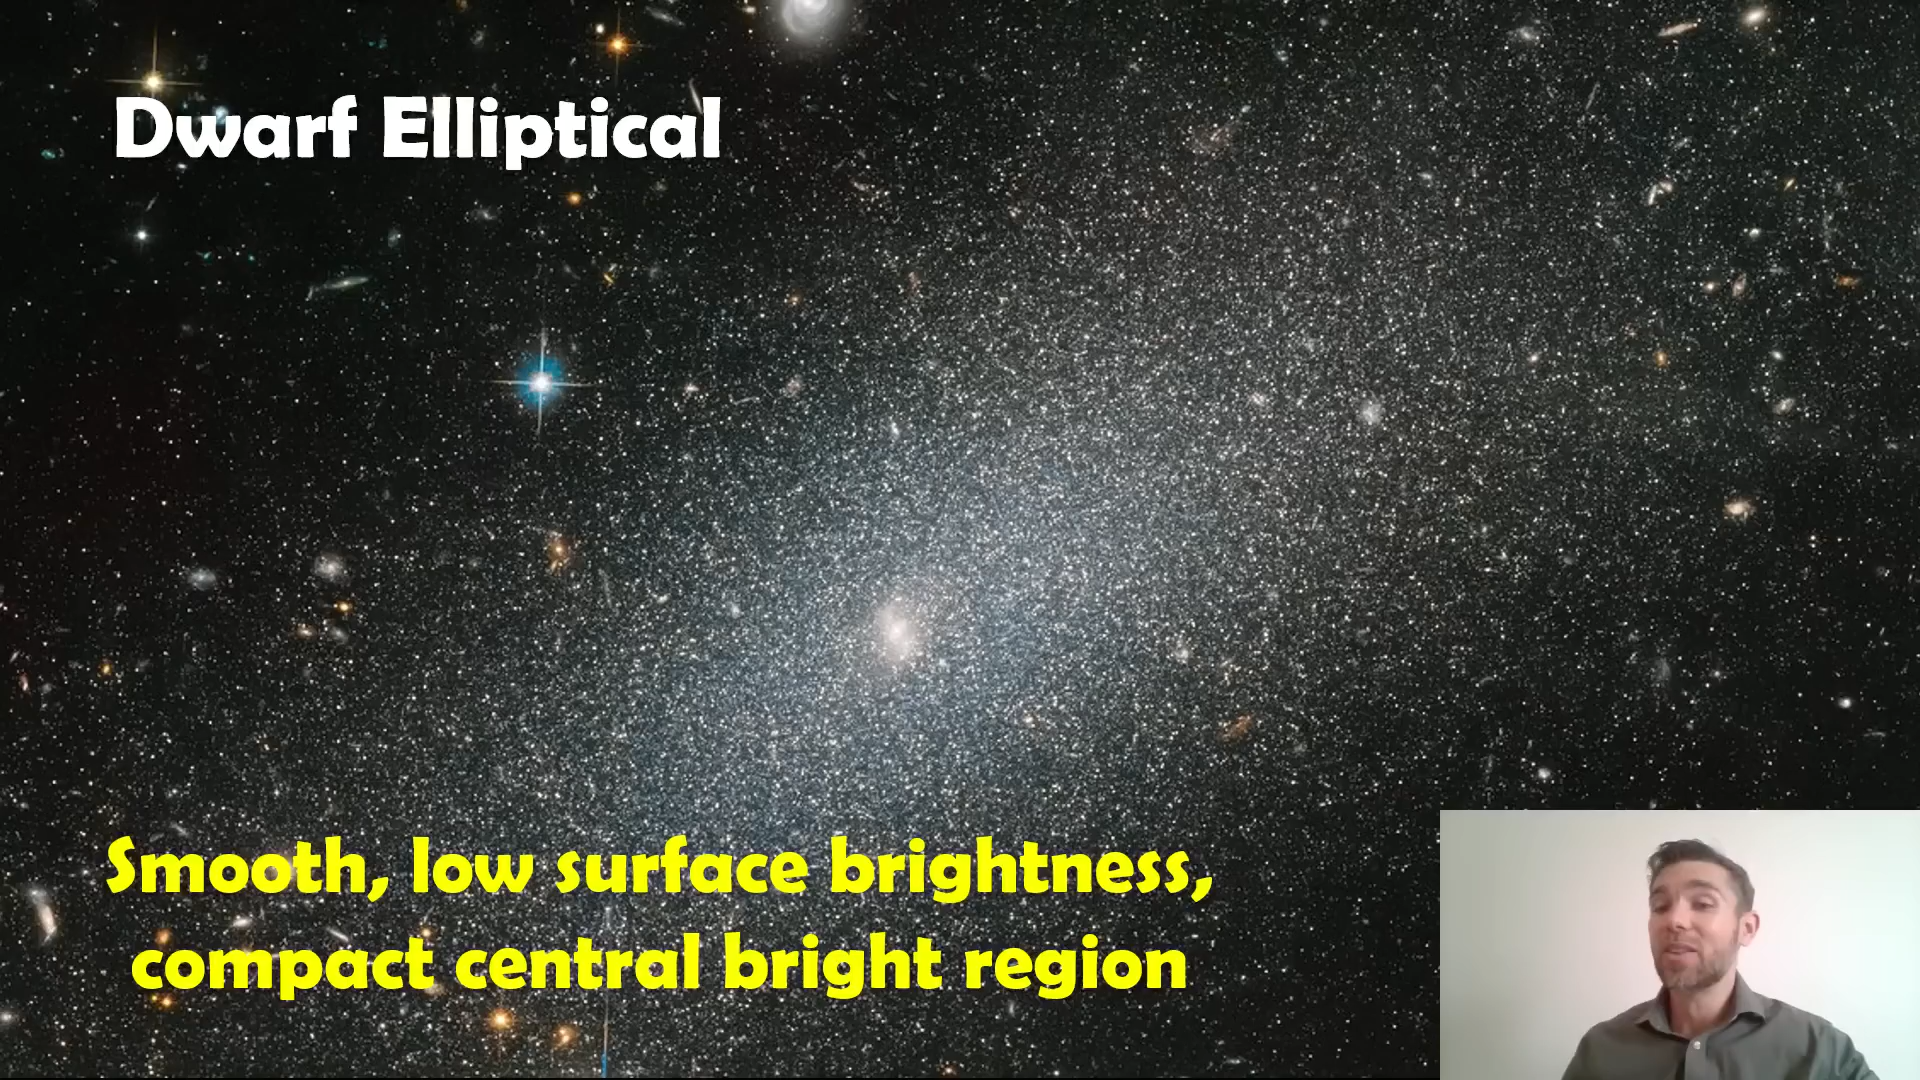 Dwarf Elliptical
Smooth, low surface brightness,
compact central bright region